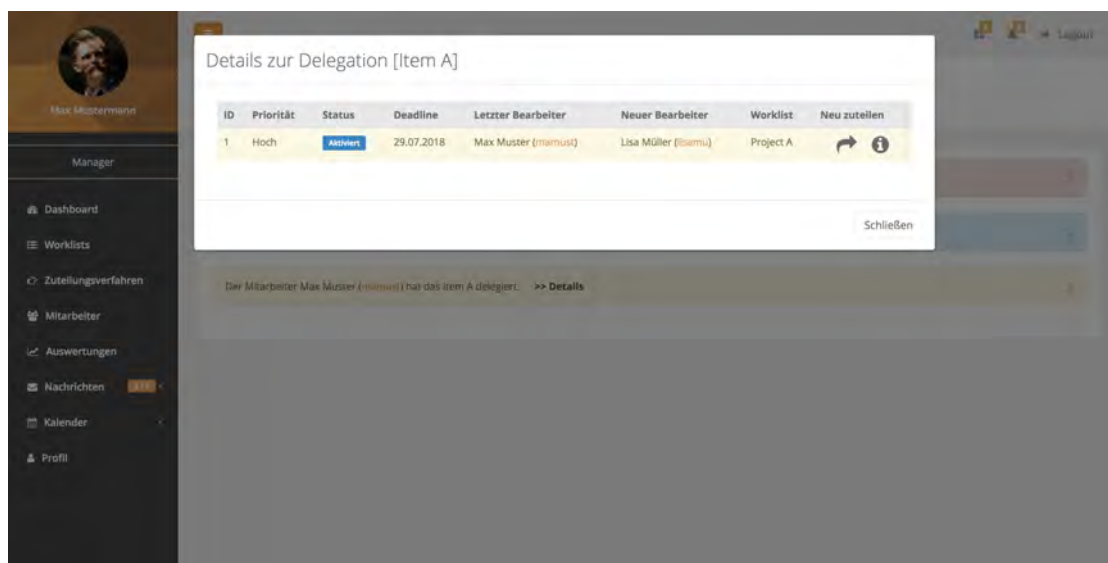 Max Mustermann
Manager
Dashboard
Worklists
Zuteilungsverfahren
Mitarbeiter
Auswertungen
Nachrichten
Kalender
Profil
Logout
Details zur Delegation [Item A]
ID Priorität Status Deadline Letzter Bearbeiter Neuer Bearbeiter Worklist Neu zuteilen
1 Hoch Aktiviert 29.07.2018 Max Muster (mamust) Lisa Müller (lisamu) Project A
Schließen
Der Mitarbeiter Max Muster (mamust) hat das Item A delegiert. >> Details